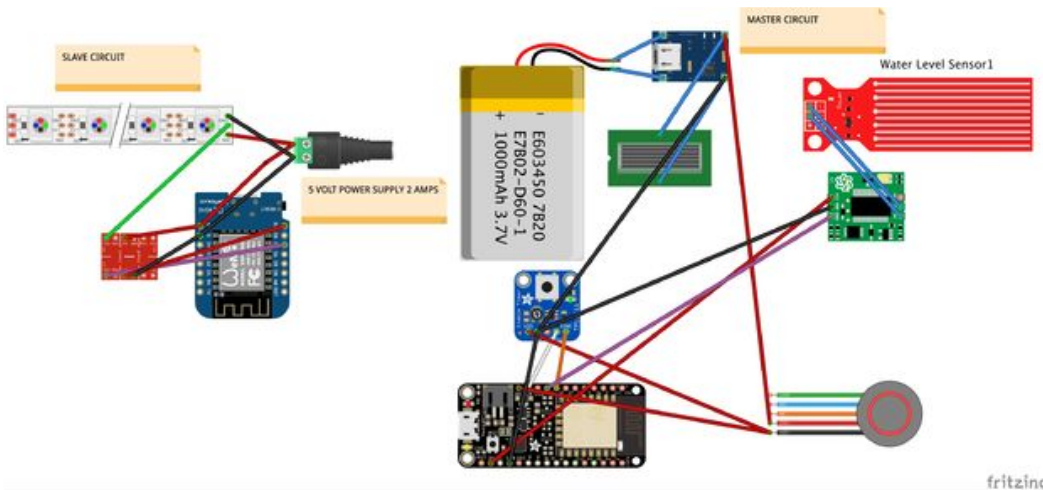 SLAVE CIRCUIT
5 VOLT POWER SUPPLY 2 AMPS
MASTER CIRCUIT
Water Level Sensor1
- E603450 7820
E7802-D60-1
+ 1000mAh 3.7V
fritzing